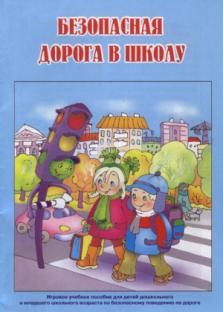 БЕЗОПАСНАЯ
ДОРОГА В ШКОЛУ
Игровое учебное пособие для детей дошкольного
и младшего школьного возраста по безопасному поведению на дороге